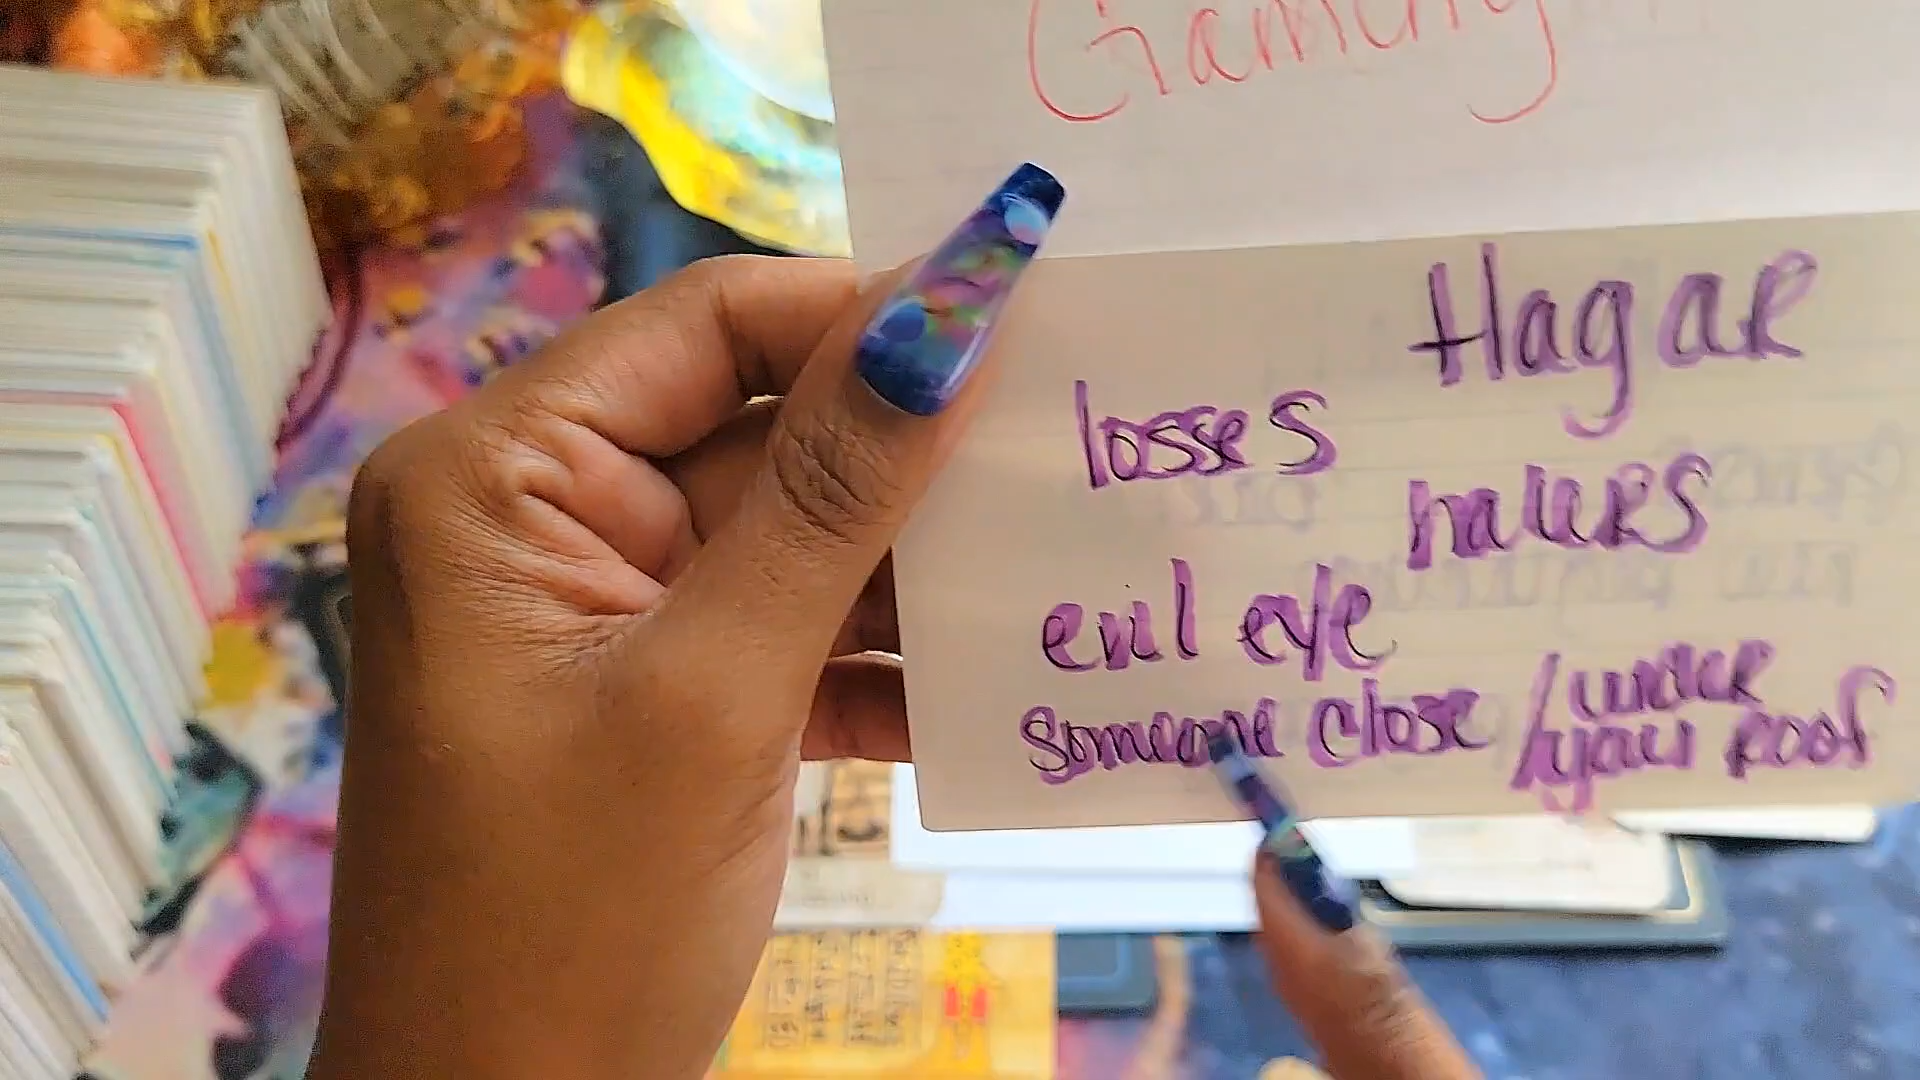 Hagar
losses
haters
evil eye
someone close / under
your roof